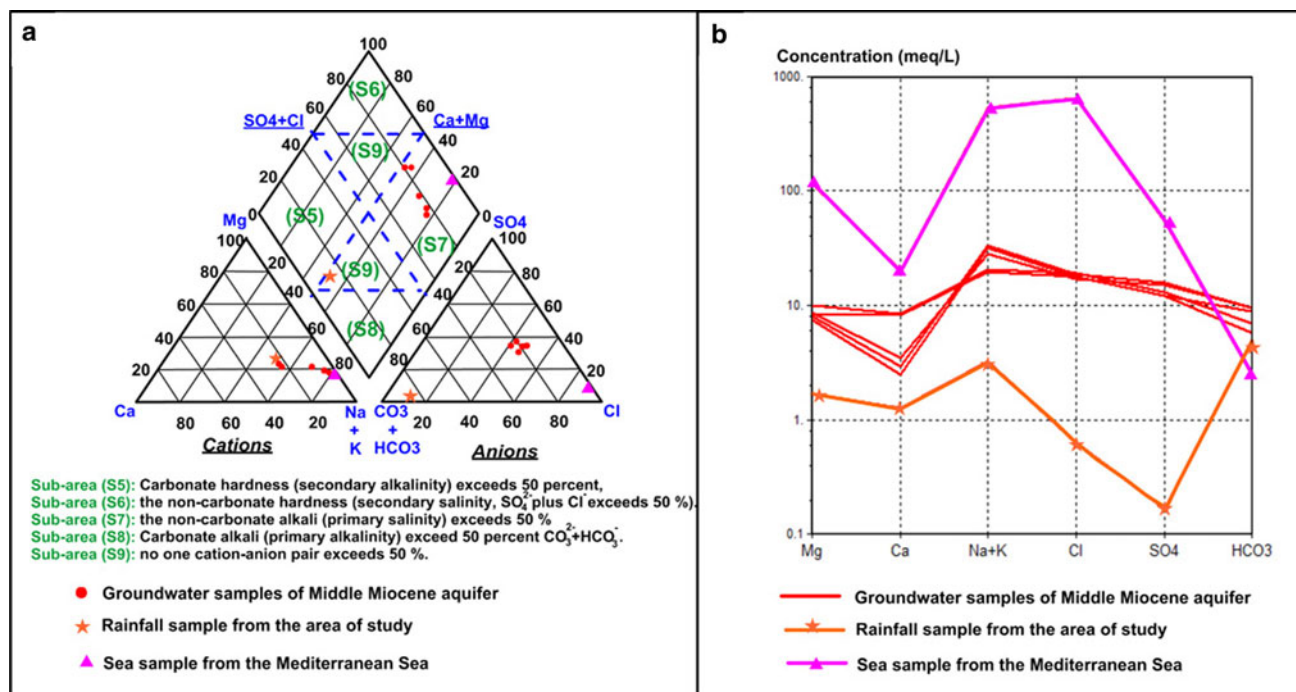 a
100
80
80
(S6)
60
60
SO4+Cl
Ca+Mg
40
(S9)
40
20
20
0
(S5)
0
Mg
SO4
100
(S7)
100
20
20
80
(S9)
80
40
40
60
60
(S8)
60
60
40
40
80
80
20
20
Ca
Na
+
K
CO3
+
HCO3
Cl
80 60 40 20
20 40 60 80
Cations
Anions
Sub-area (S5): Carbonate hardness (secondary alkalinity) exceeds 50 percent,
Sub-area (S6): the non-carbonate hardness (secondary salinity, SO₄²⁻ plus Cl⁻ exceeds 50 %).
Sub-area (S7): the non-carbonate alkali (primary salinity) exceeds 50 %
Sub-area (S8): Carbonate alkali (primary alkalinity) exceed 50 percent CO₃²⁻+HCO₃⁻.
Sub-area (S9): no one cation-anion pair exceeds 50 %.
Groundwater samples of Middle Miocene aquifer
Rainfall sample from the area of study
Sea sample from the Mediterranean Sea
b
Concentration (meq/L)
1000.
100.
10.
1.
0.1
Mg Ca Na+K Cl SO4 HCO3
Groundwater samples of Middle Miocene aquifer
Rainfall sample from the area of study
Sea sample from the Mediterranean Sea